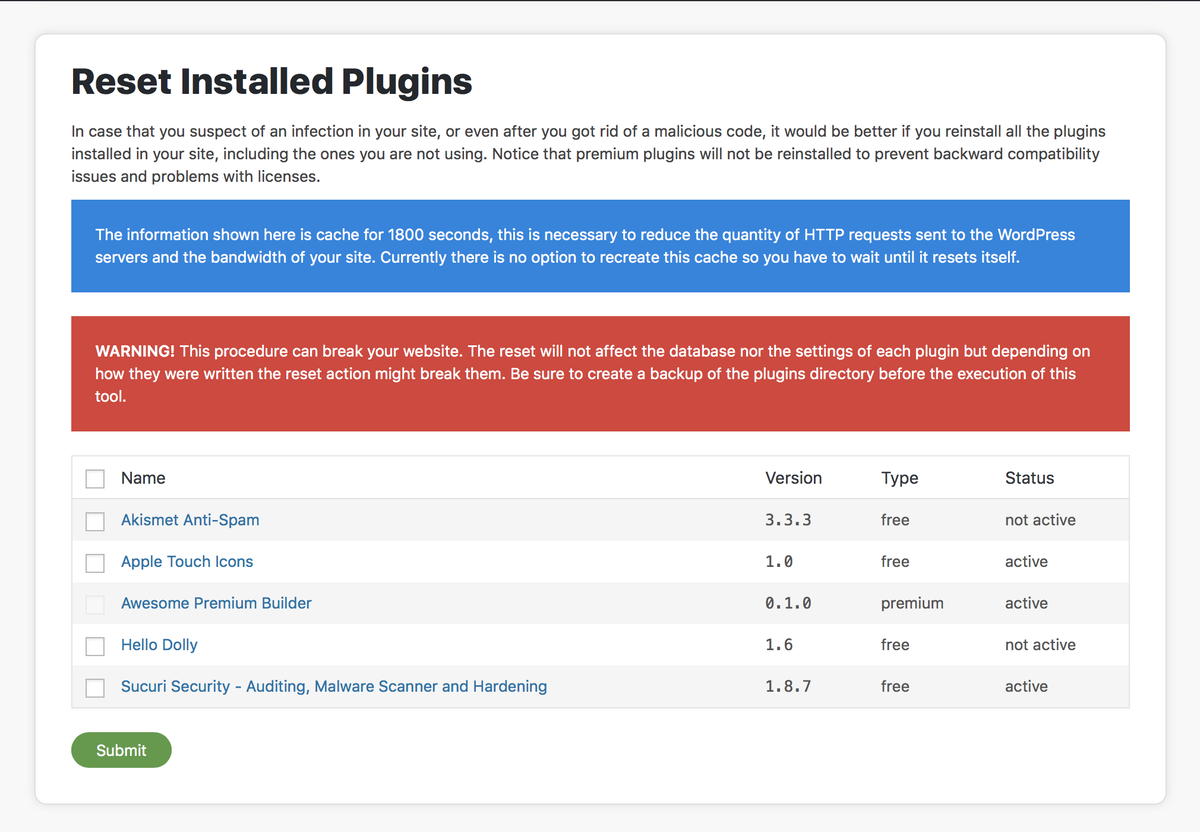 Reset Installed Plugins
In case that you suspect of an infection in your site, or even after you got rid of a malicious code, it would be better if you reinstall all the plugins
installed in your site, including the ones you are not using. Notice that premium plugins will not be reinstalled to prevent backward compatibility
issues and problems with licenses.
The information shown here is cache for 1800 seconds, this is necessary to reduce the quantity of HTTP requests sent to the WordPress
servers and the bandwidth of your site. Currently there is no option to recreate this cache so you have to wait until it resets itself.
WARNING! This procedure can break your website. The reset will not affect the database nor the settings of each plugin but depending on
how they were written the reset action might break them. Be sure to create a backup of the plugins directory before the execution of this
tool.
Name Version Type Status
Akismet Anti-Spam 3.3.3 free not active
Apple Touch Icons 1.0 free active
Awesome Premium Builder 0.1.0 premium active
Hello Dolly 1.6 free not active
Sucuri Security - Auditing, Malware Scanner and Hardening 1.8.7 free active
Submit